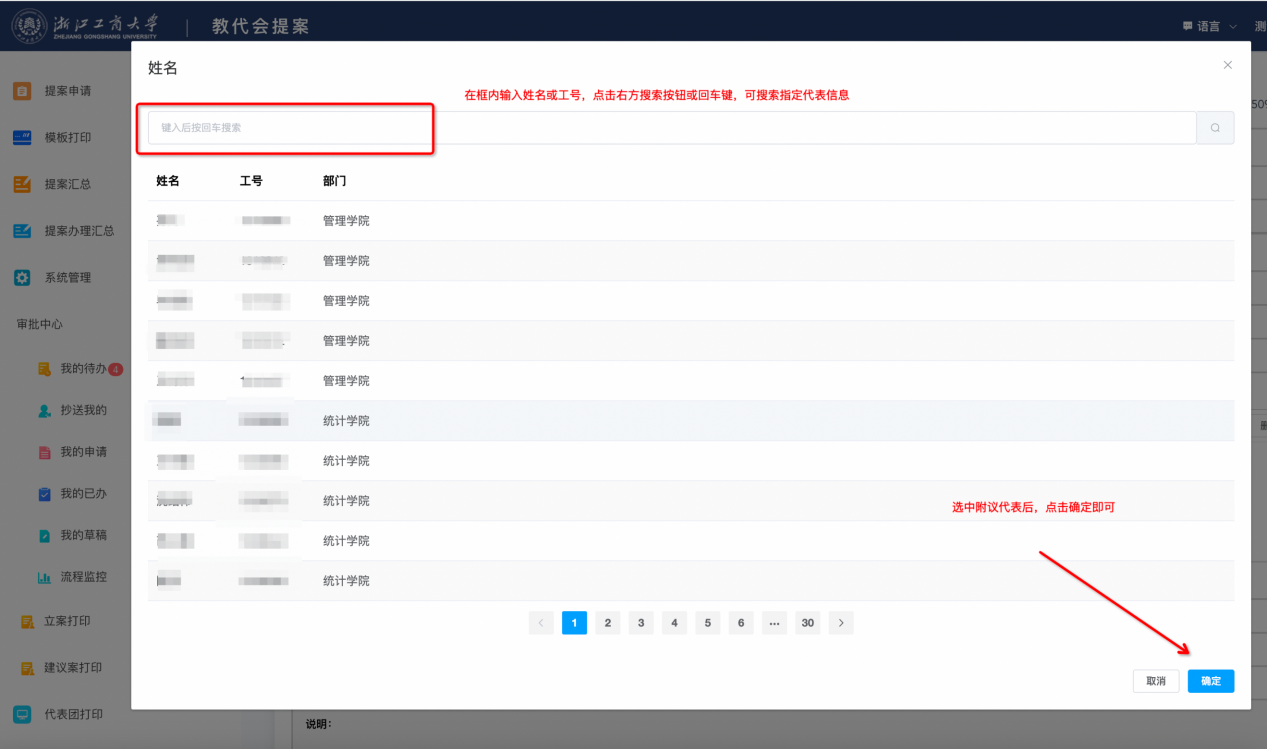 浙江工商大学
ZHEJIANG GONGSHANG UNIVERSITY
教代会提案
语言
测
提案申请
模板打印
提案汇总
提案办理汇总
系统管理
审批中心
我的待办 4
抄送我的
我的申请
我的已办
我的草稿
流程监控
立案打印
建议案打印
代表团打印
姓名
在框内输入姓名或工号，点击右方搜索按钮或回车键，可搜索指定代表信息
键入后按回车搜索
姓名 工号 部门
管理学院
管理学院
管理学院
管理学院
管理学院
统计学院
统计学院
统计学院
统计学院
统计学院
选中附议代表后，点击确定即可
1 2 3 4 5 6 ... 30
取消 确定
说明：